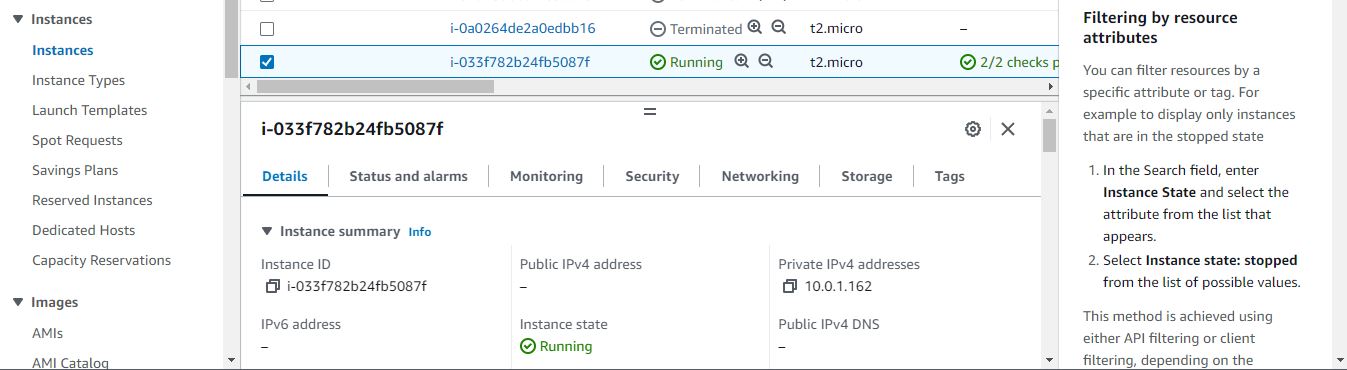 Instances
Instances
Instance Types
Launch Templates
Spot Requests
Savings Plans
Reserved Instances
Dedicated Hosts
Capacity Reservations
Images
AMIs
AMI Catalog
i-0a0264de2a0edbb16 Terminated t2.micro –
i-033f782b24fb5087f Running t2.micro 2/2 checks p
i-033f782b24fb5087f
Details Status and alarms Monitoring Security Networking Storage Tags
Instance summary Info
Instance ID Public IPv4 address Private IPv4 addresses
i-033f782b24fb5087f – 10.0.1.162
IPv6 address Instance state Public IPv4 DNS
– Running –
Filtering by resource
attributes
You can filter resources by a
specific attribute or tag. For
example to display only instances
that are in the stopped state
1. In the Search field, enter
Instance State and select the
attribute from the list that
appears.
2. Select Instance state: stopped
from the list of possible values.
This method is achieved using
either API filtering or client
filtering, depending on the